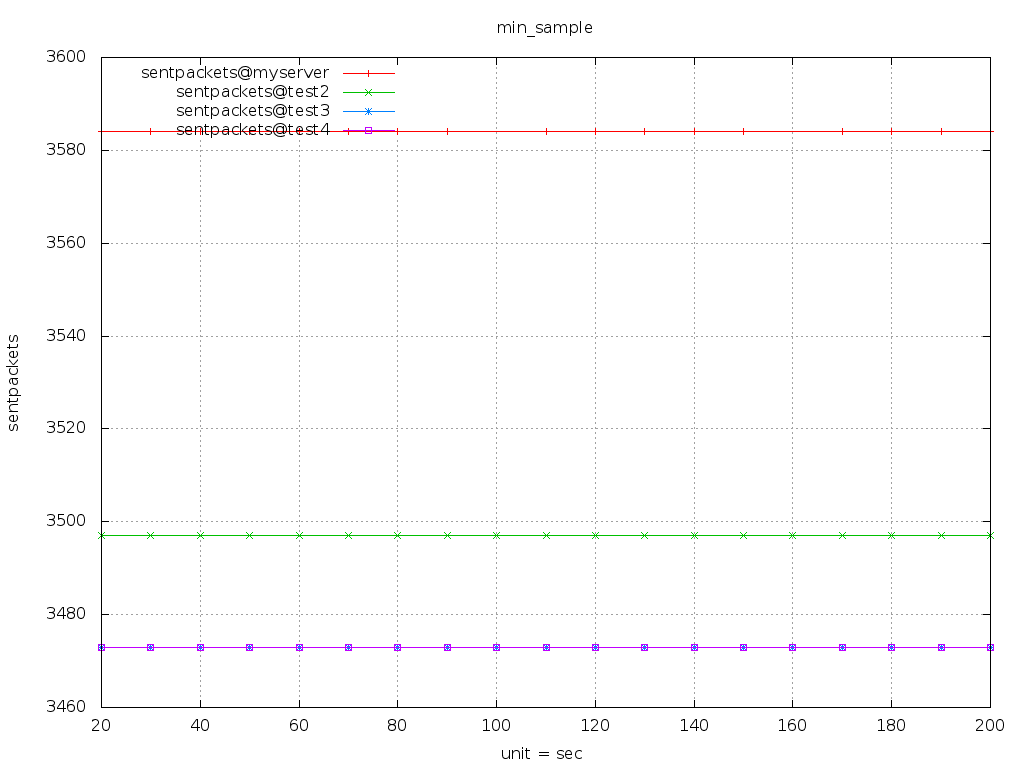 min_sample
3600
sentpackets@myserver
sentpackets@test2
sentpackets@test3
sentpackets@test4
3580
3560
3540
sentpackets
3520
3500
3480
3460
20 40 60 80 100 120 140 160 180 200
unit = sec